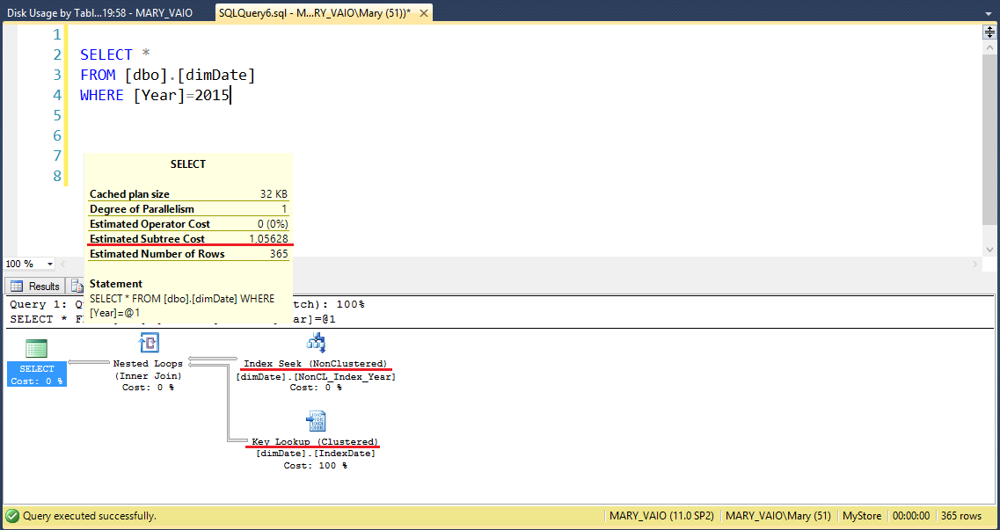 Disk Usage by Tabl...19:58 - MARY_VAIO
SQLQuery6.sql - M...RY_VAIO\Mary (51))*
1
2 SELECT *
3 FROM [dbo].[dimDate]
4 WHERE [Year]=2015
5
6
7
8
SELECT
Cached plan size 32 KB
Degree of Parallelism 1
Estimated Operator Cost 0 (0%)
Estimated Subtree Cost 1,05628
Estimated Number of Rows 365
Statement
SELECT * FROM [dbo].[dimDate] WHERE
[Year]=@1
100 %
Results
Query 1: Q tch): 100%
SELECT * F ar]=@1
SELECT
Cost: 0 %
Nested Loops
(Inner Join)
Cost: 0 %
Index Seek (NonClustered)
[dimDate].[NonCL_Index_Year]
Cost: 0 %
Key Lookup (Clustered)
[dimDate].[IndexDate]
Cost: 100 %
Query executed successfully.
MARY_VAIO (11.0 SP2) MARY_VAIO\Mary (51) MyStore 00:00:00 365 rows